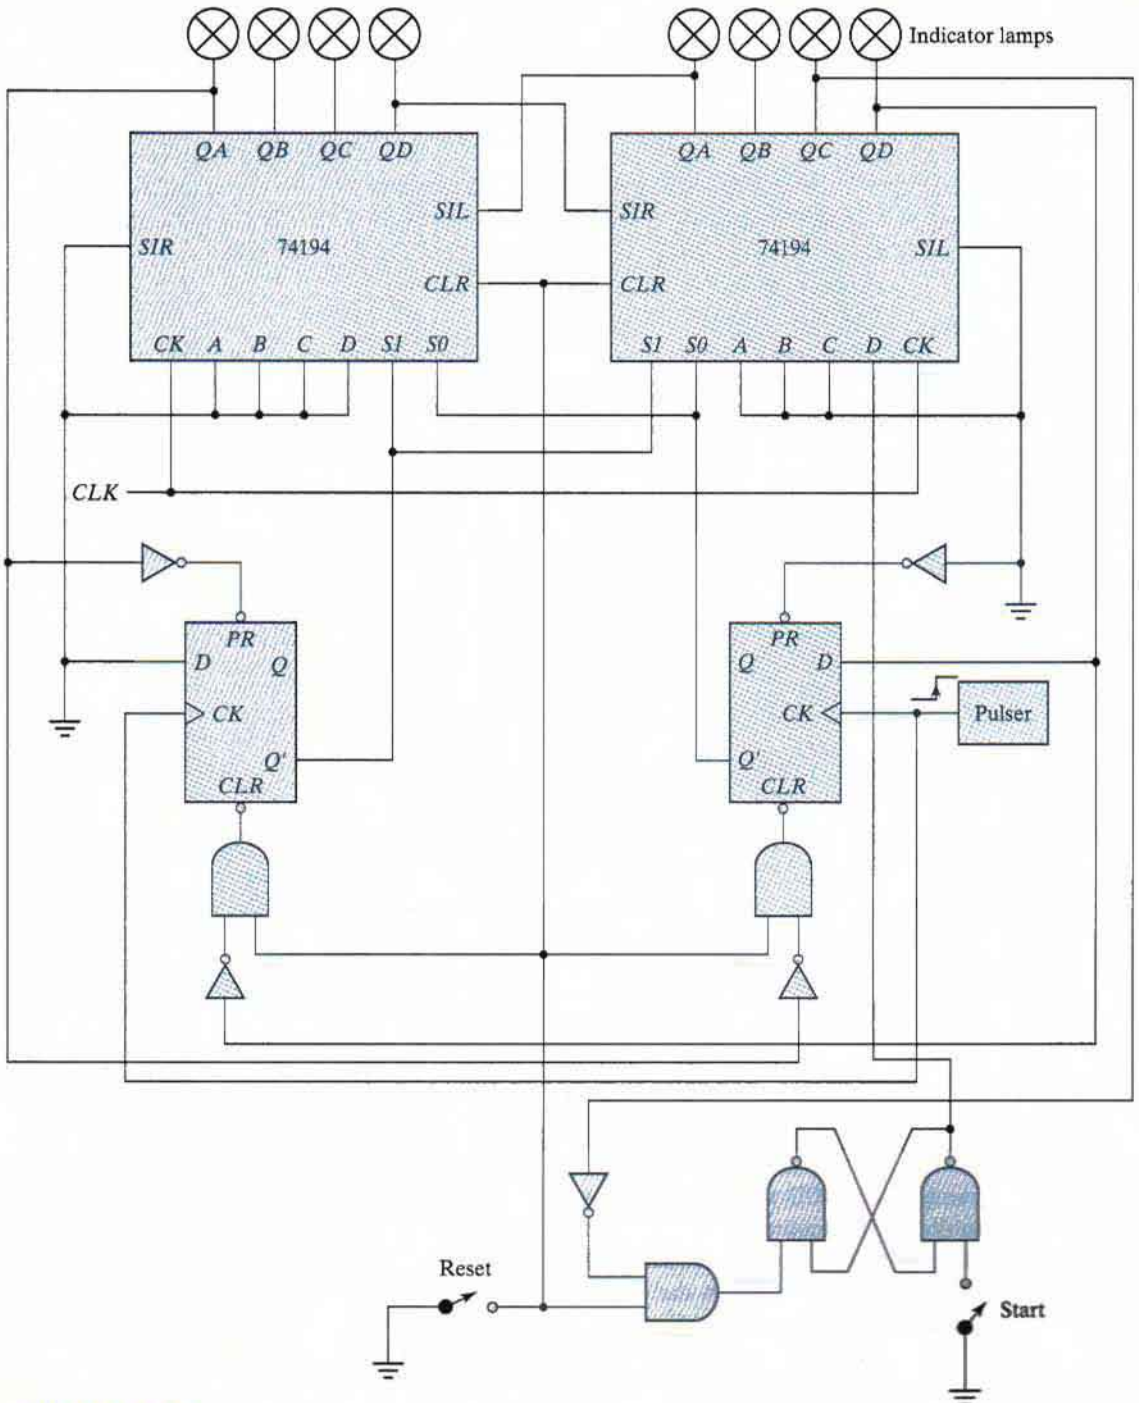 Indicator lamps
QA QB QC QD
QA QB QC QD
SIL
SIR
SIR
74194
74194
SIL
CLR
CLR
CK A B C D S1 S0
S1 S0 A B C D CK
CLK
PR
PR
D Q
Q D
CK
CK
Pulser
Q'
Q'
CLR
CLR
Reset
Start